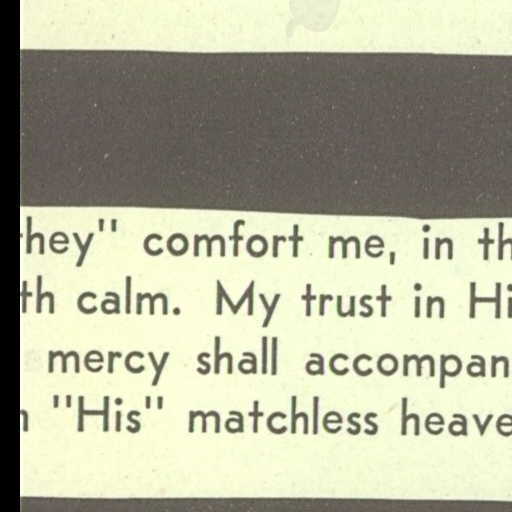 hey" comfort me, in th
th calm. My trust in Hi
mercy shall accompan
"His" matchless heave